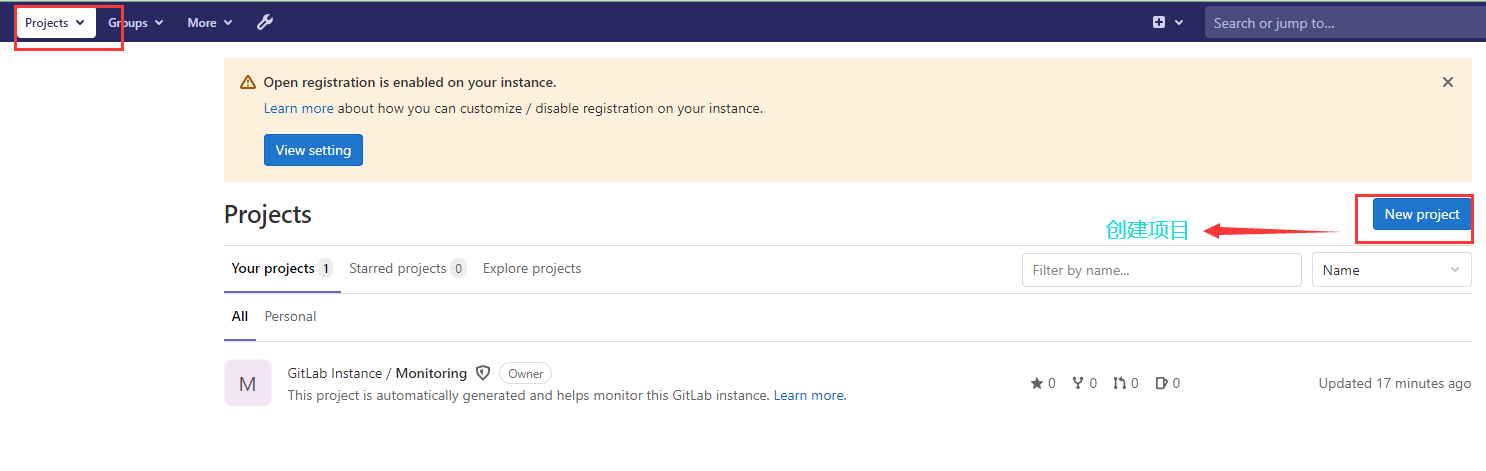 Projects Groups More Search or jump to...
Open registration is enabled on your instance.
Learn more about how you can customize / disable registration on your instance.
View setting
Projects
New project
创建项目
Your projects 1 Starred projects 0 Explore projects
Filter by name... Name
All Personal
M
GitLab Instance / Monitoring Owner
This project is automatically generated and helps monitor this GitLab instance. Learn more.
0 0 0 0 Updated 17 minutes ago